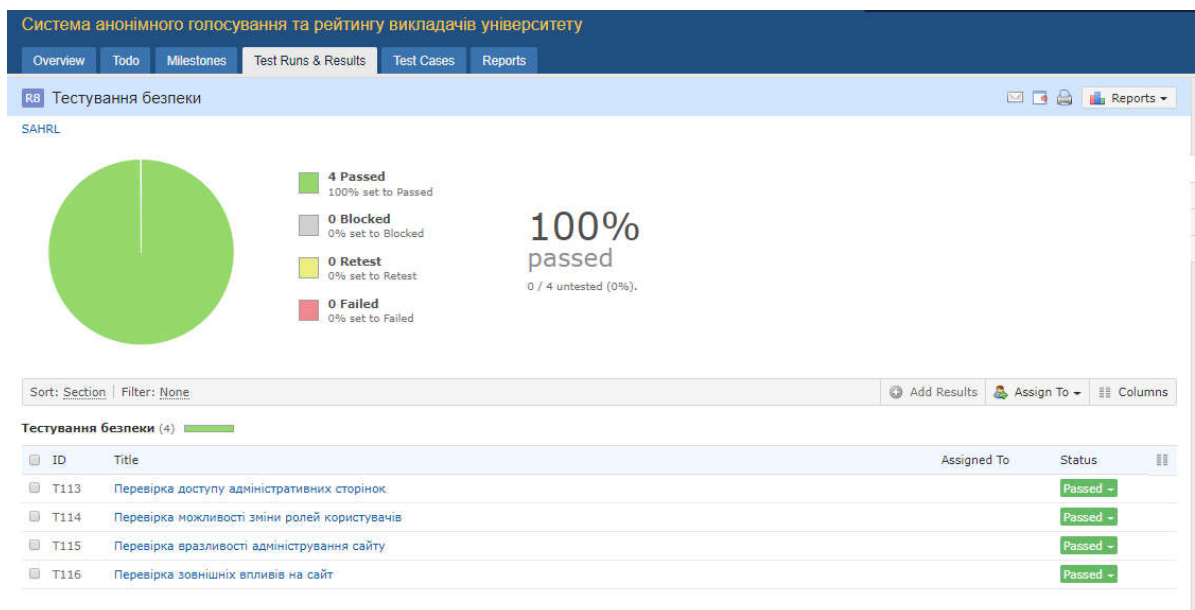 Система анонімного голосування та рейтингу викладачів університету
Overview Todo Milestones Test Runs & Results Test Cases Reports
R8 Тестування безпеки Reports
SAHRL
4 Passed
100% set to Passed
0 Blocked
0% set to Blocked
0 Retest
0% set to Retest
0 Failed
0% set to Failed
100%
passed
0 / 4 untested (0%).
Sort: Section Filter: None Add Results Assign To Columns
Тестування безпеки (4)
ID Title Assigned To Status
T113 Перевірка доступу адміністративних сторінок Passed
T114 Перевірка можливості зміни ролей користувачів Passed
T115 Перевірка вразливості адміністрування сайту Passed
T116 Перевірка зовнішніх впливів на сайт Passed